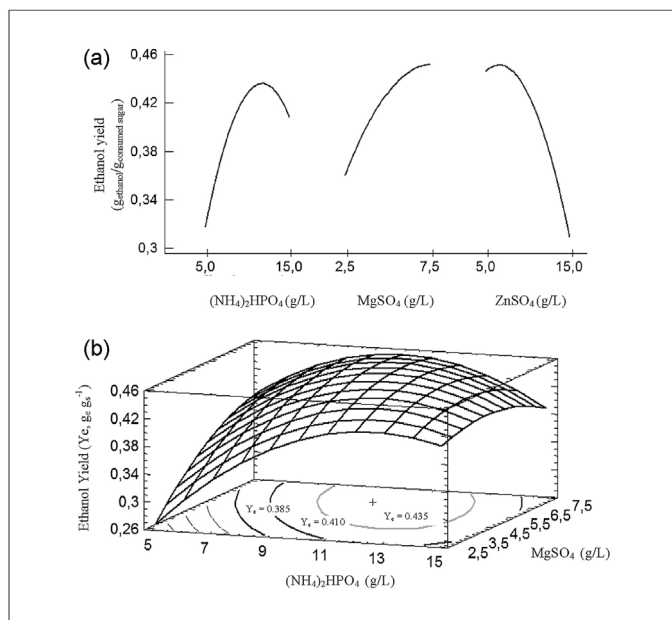 (a)
Ethanol yield
(gethanol/gconsumed sugar)
0,46
0,42
0,38
0,34
0,3
5,0 15,0 2,5 7,5 5,0 15,0
(NH4)2HPO4 (g/L) MgSO4 (g/L) ZnSO4 (g/L)
(b)
Ethanol Yield (Ye, ge gs-1)
0,46
0,42
0,38
0,34
0,3
0,26
Ye = 0.385
Ye = 0.410
Ye = 0.435
5 7 9 11 13 15
2,5 3,5 4,5 5,5 6,5 7,5
(NH4)2HPO4 (g/L)
MgSO4 (g/L)